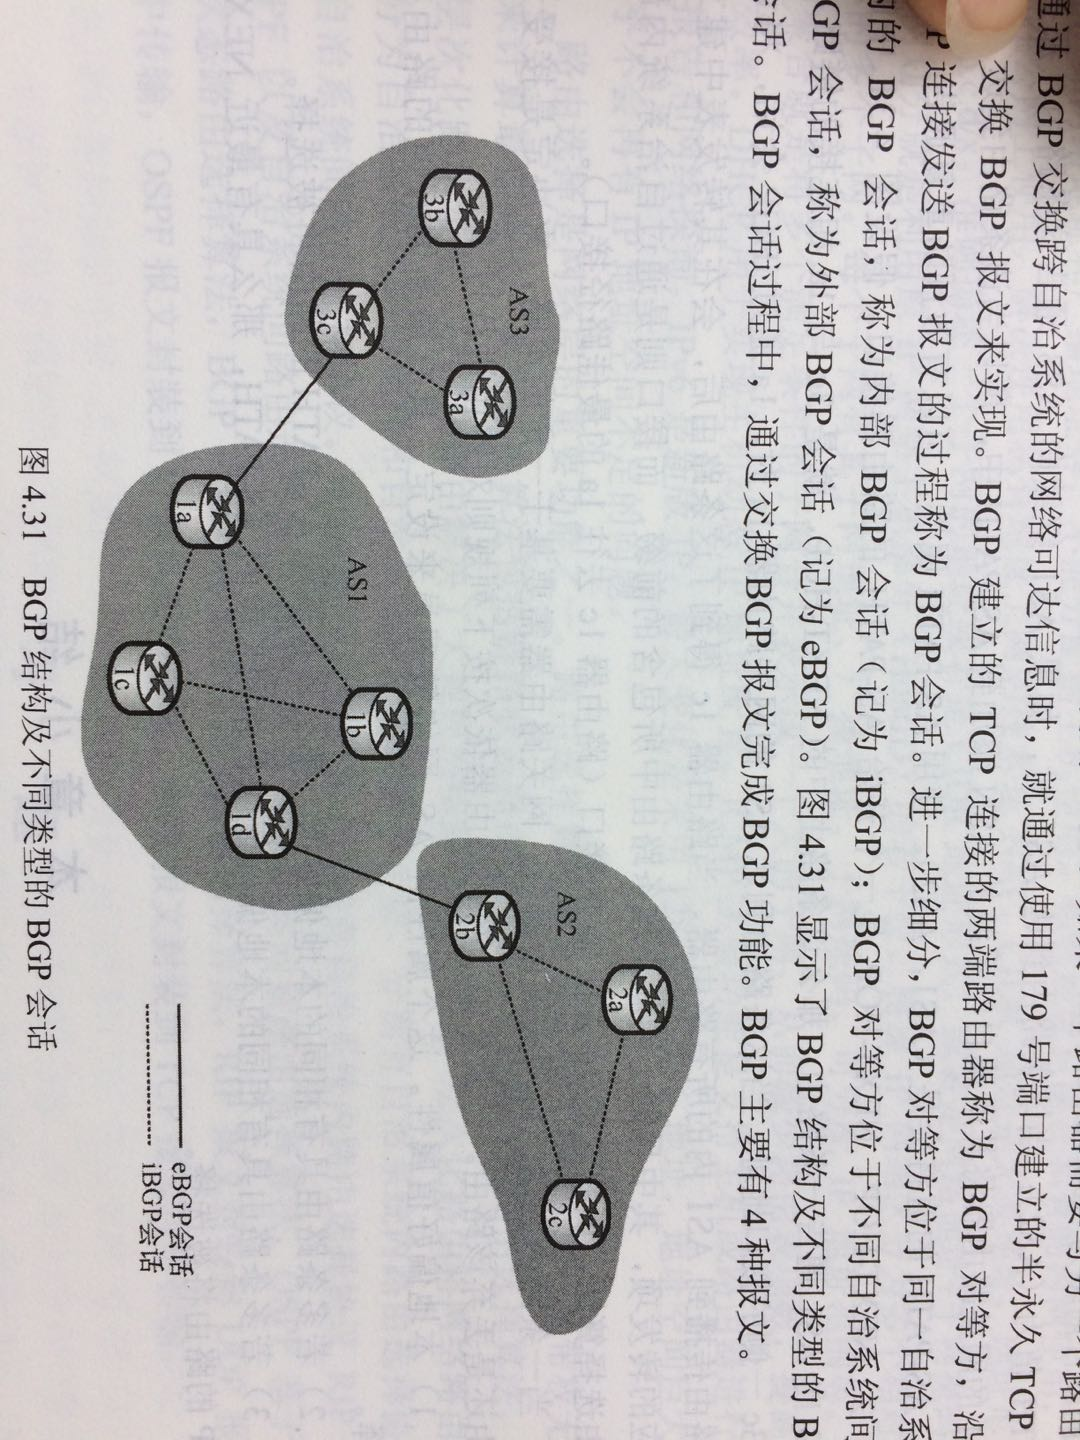 通过 BGP 交换跨自治系统的网络可达信息时，就通过使用 179 号端口建立的半永久 TCP
交换 BGP 报文来实现。BGP 建立的 TCP 连接的两端路由器称为 BGP 对等方，沿
P 连接发送 BGP 报文的过程称为 BGP 会话。进一步细分，BGP 对等方位于同一自治系
的 BGP 会话，称为内部 BGP 会话（记为 iBGP）；BGP 对等方位于不同自治系统间
GP 会话，称为外部 BGP 会话（记为 eBGP）。图 4.31 显示了 BGP 结构及不同类型的 B
话。BGP 会话过程中，通过交换 BGP 报文完成 BGP 功能。BGP 主要有 4 种报文。
AS3
3b
3a
3c
AS1
1a
1b
1c
1d
AS2
2a
2b
2c
eBGP会话
iBGP会话
图 4.31 BGP 结构及不同类型的 BGP 会话